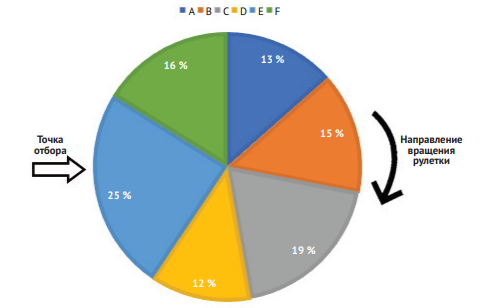 A B C D E F
13 %
16 %
15 %
Точка
отбора
Направление
вращения
рулетки
25 %
19 %
12 %